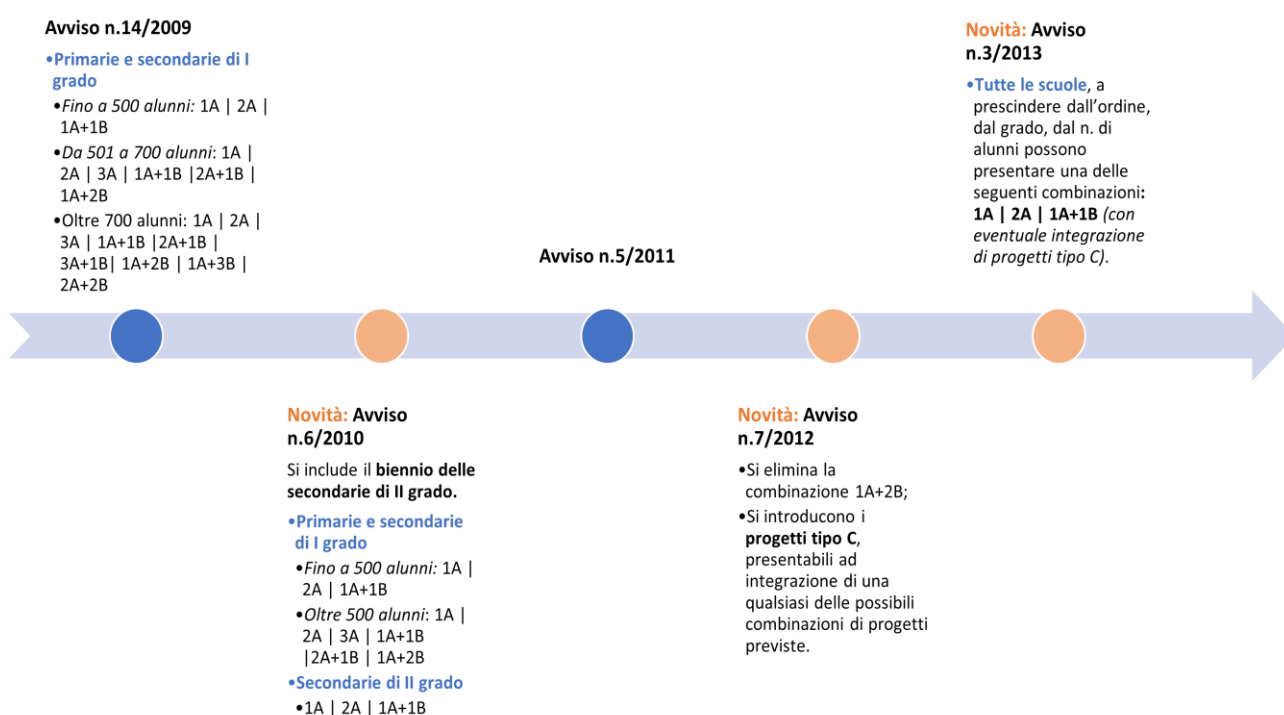 Avviso n.14/2009
•Primarie e secondarie di I
grado
•Fino a 500 alunni: 1A | 2A |
1A+1B
•Da 501 a 700 alunni: 1A |
2A | 3A | 1A+1B |2A+1B |
1A+2B
•Oltre 700 alunni: 1A | 2A |
3A | 1A+1B |2A+1B |
3A+1B| 1A+2B | 1A+3B |
2A+2B
Novità: Avviso
n.6/2010
Si include il biennio delle
secondarie di II grado.
•Primarie e secondarie
di I grado
•Fino a 500 alunni: 1A |
2A | 1A+1B
•Oltre 500 alunni: 1A |
2A | 3A | 1A+1B
|2A+1B | 1A+2B
•Secondarie di II grado
•1A | 2A | 1A+1B
Avviso n.5/2011
Novità: Avviso
n.7/2012
•Si elimina la
combinazione 1A+2B;
•Si introducono i
progetti tipo C,
presentabili ad
integrazione di una
qualsiasi delle possibili
combinazioni di progetti
previste.
Novità: Avviso
n.3/2013
•Tutte le scuole, a
prescindere dall'ordine,
dal grado, dal n. di
alunni possono
presentare una delle
seguenti combinazioni:
1A | 2A | 1A+1B (con
eventuale integrazione
di progetti tipo C).